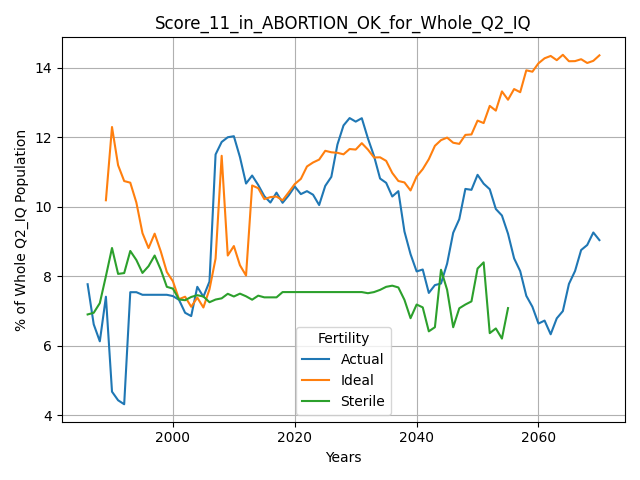 Score_11_in_ABORTION_OK_for_Whole_Q2_IQ
% of Whole Q2_IQ Population
14
12
10
8
6
4
Fertility
Actual
Ideal
Sterile
2000
2020
2040
2060
Years